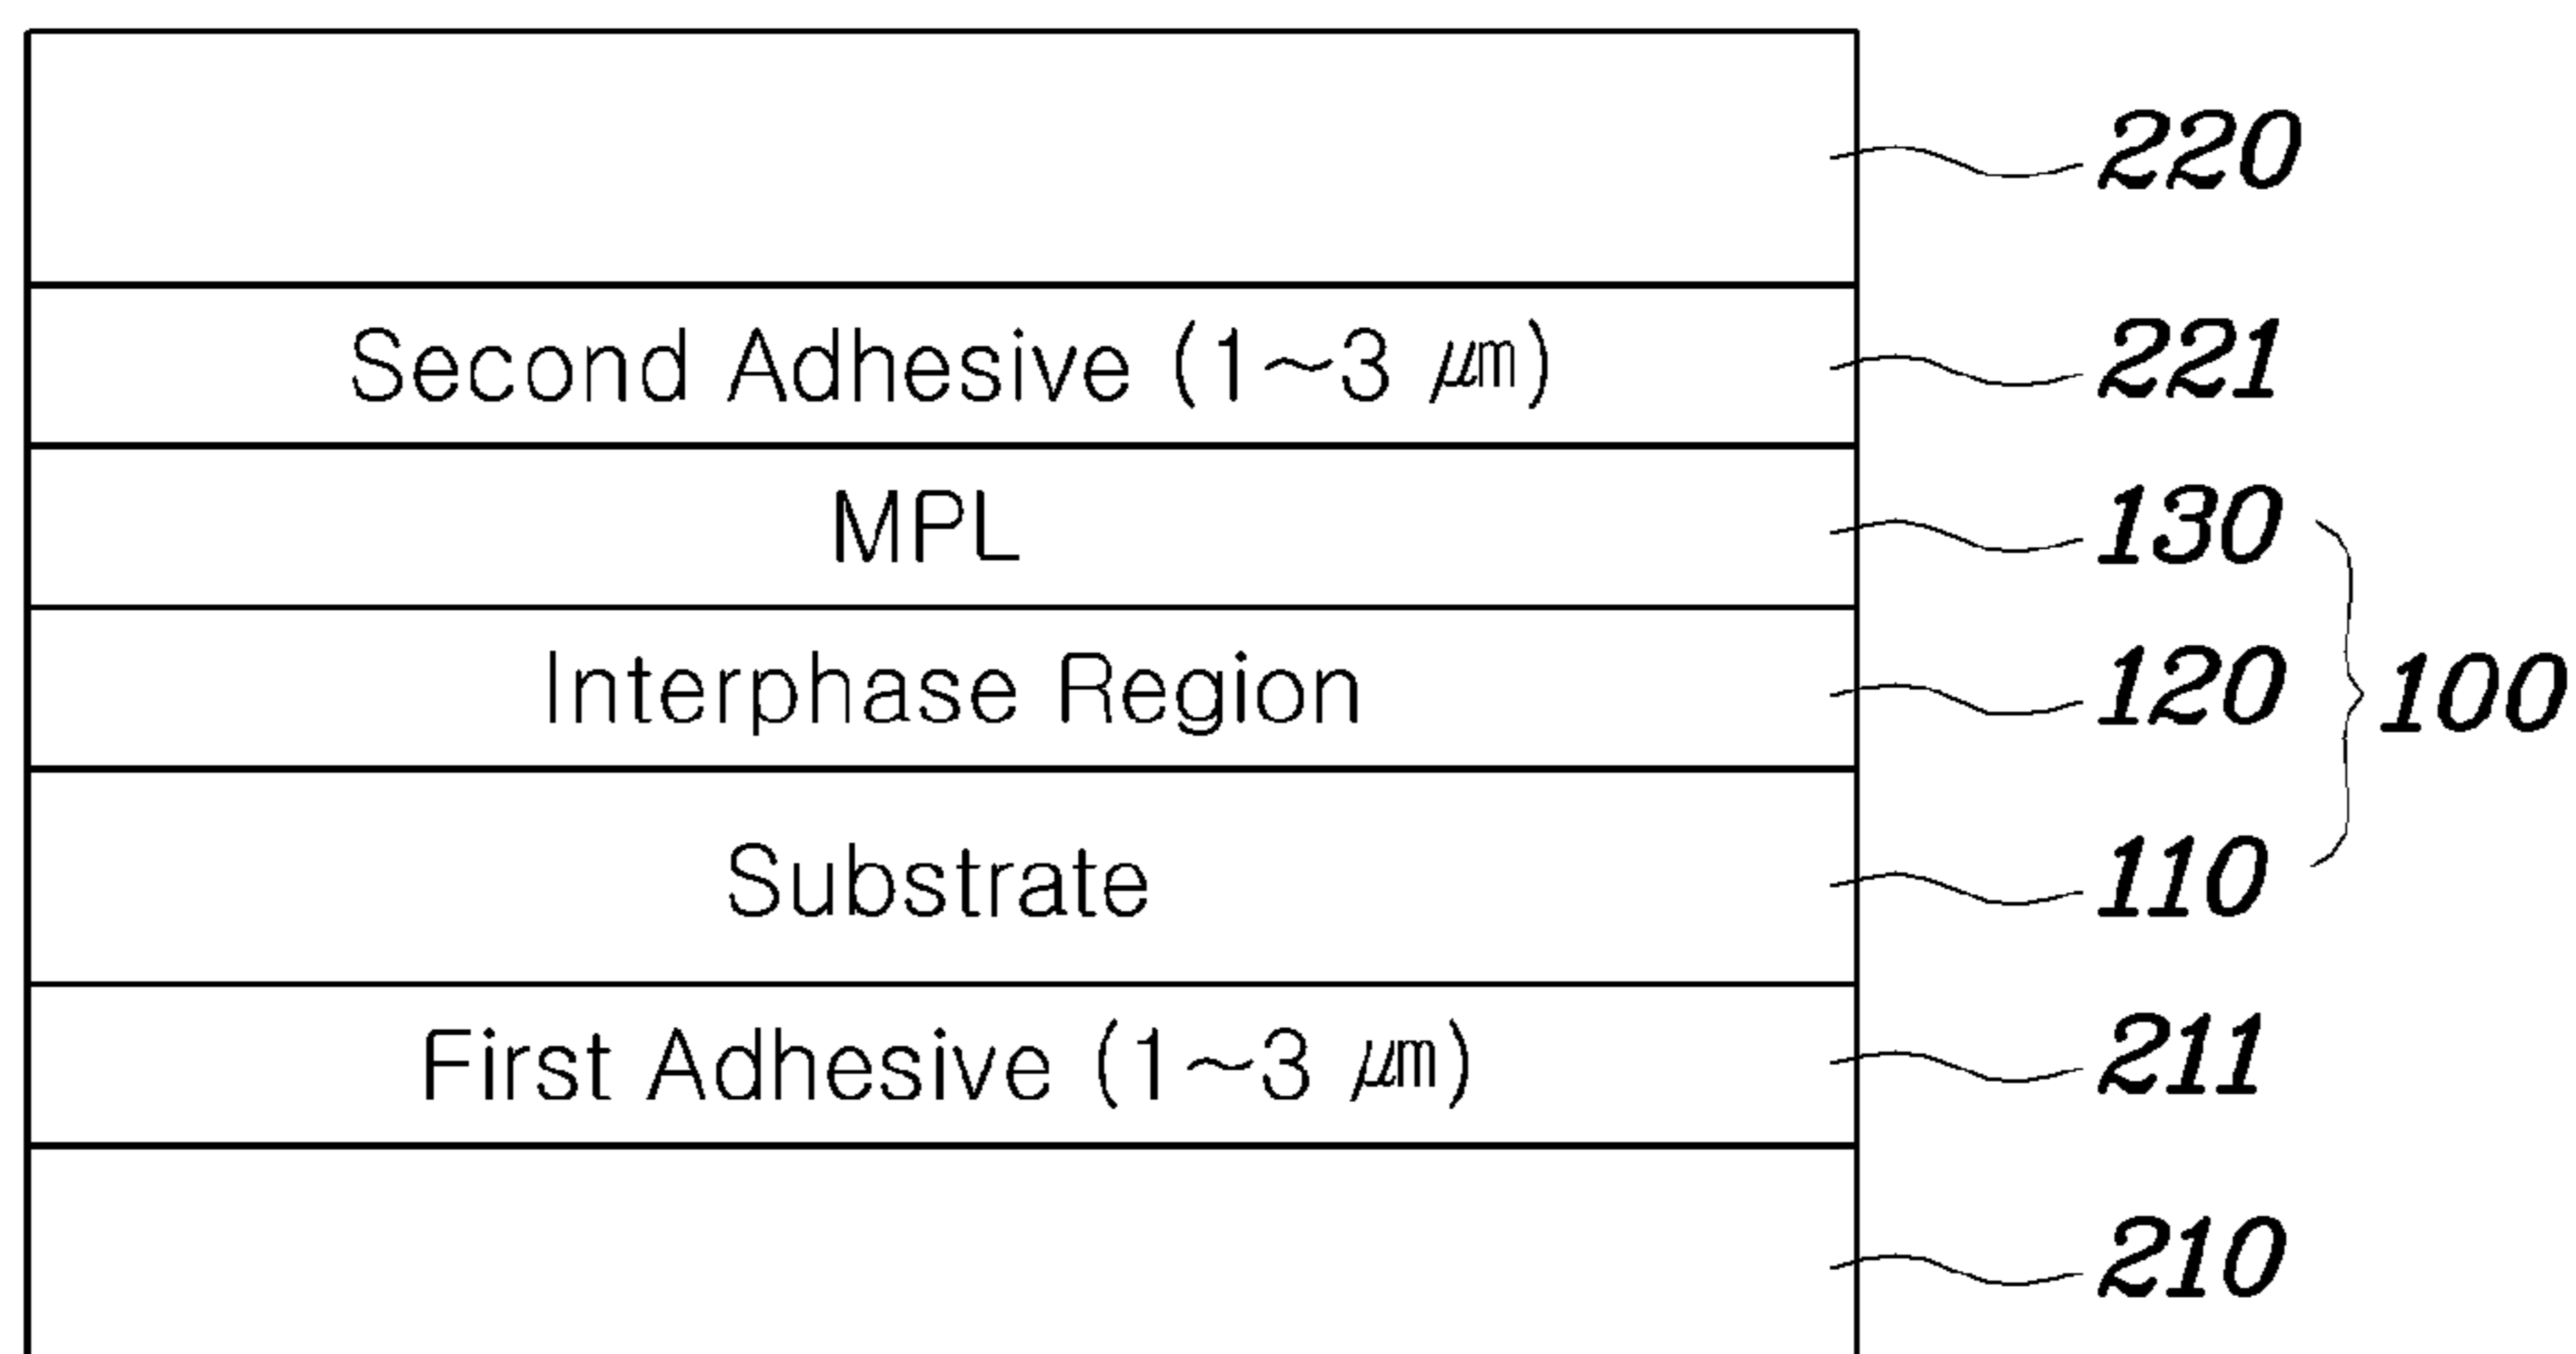 220
Second Adhesive (1~3 ㎛) 221
MPL 130
Interphase Region 120
100
Substrate 110
First Adhesive (1~3 ㎛) 211
210